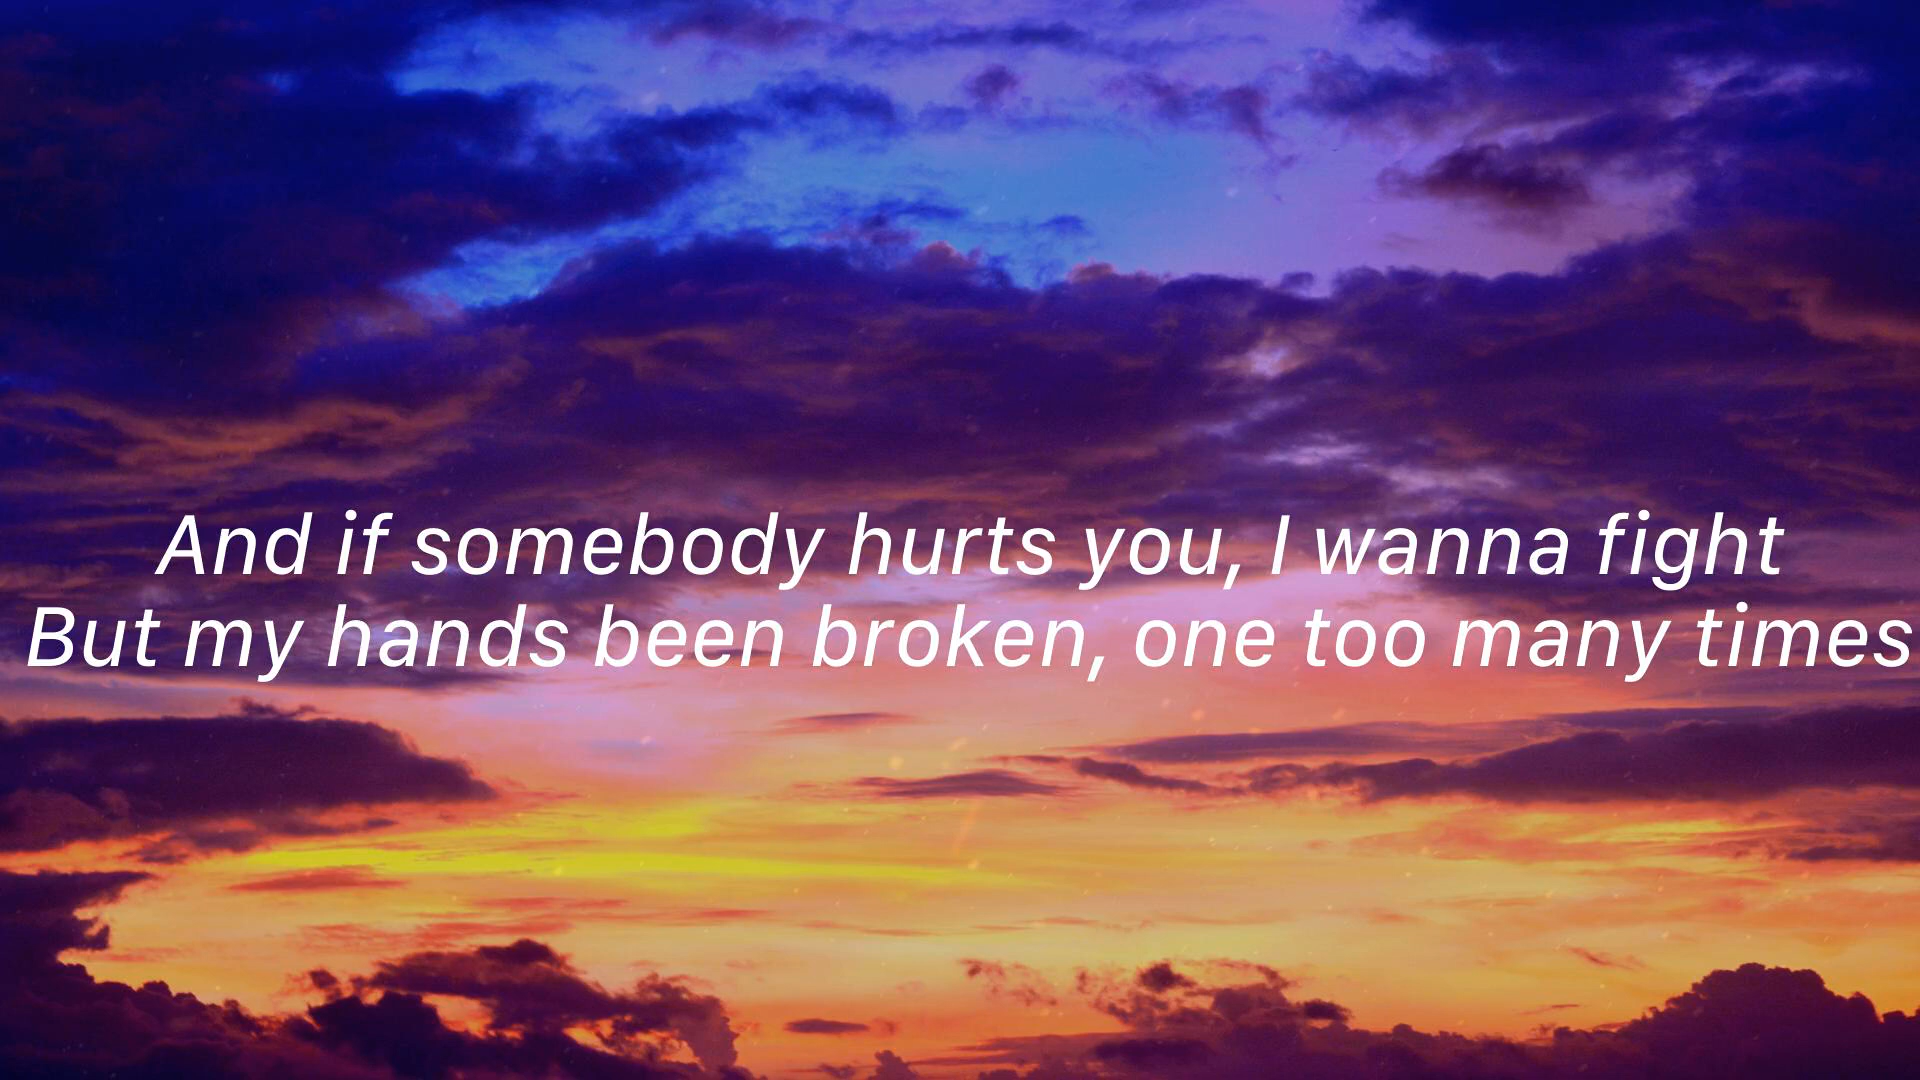 And if somebody hurts you, I wanna fight
But my hands been broken, one too many times